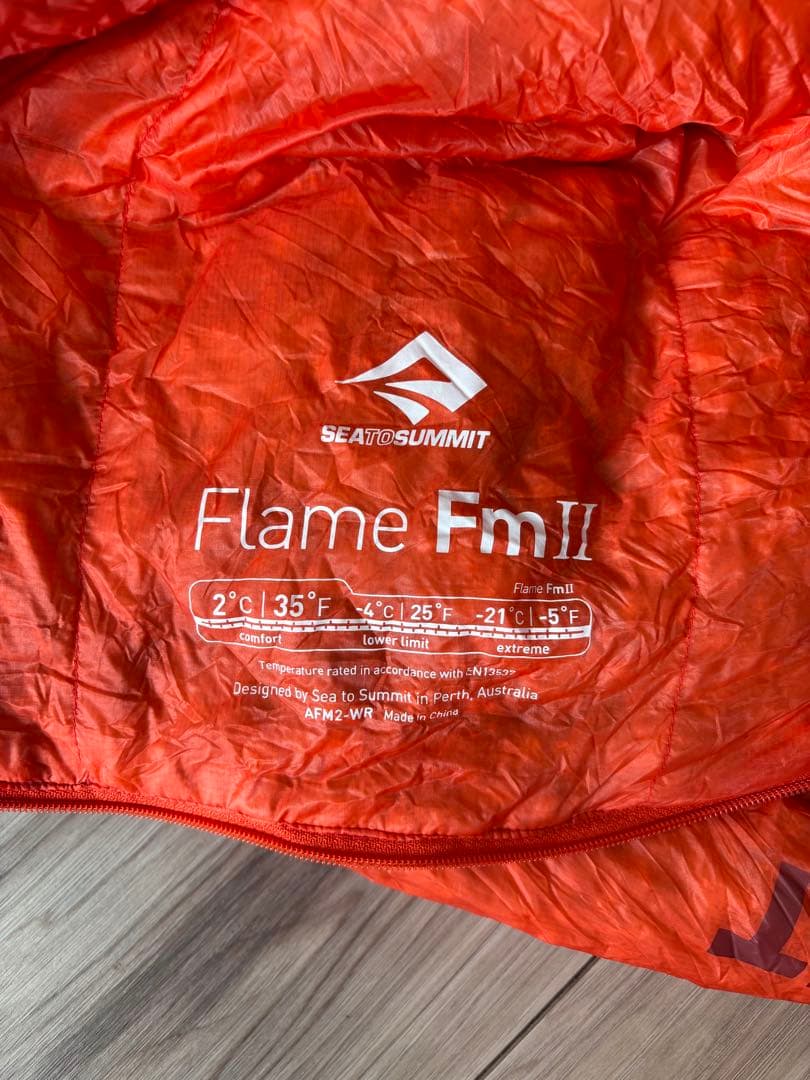 SEATOSUMMIT
Flame FmII
Flame FmII
2°C | 35°F -4°C | 25°F -21°C | -5°F
comfort lower limit extreme
Temperature rated in accordance with EN13537
Designed by Sea to Summit in Perth, Australia
AFM2-WR Made in China